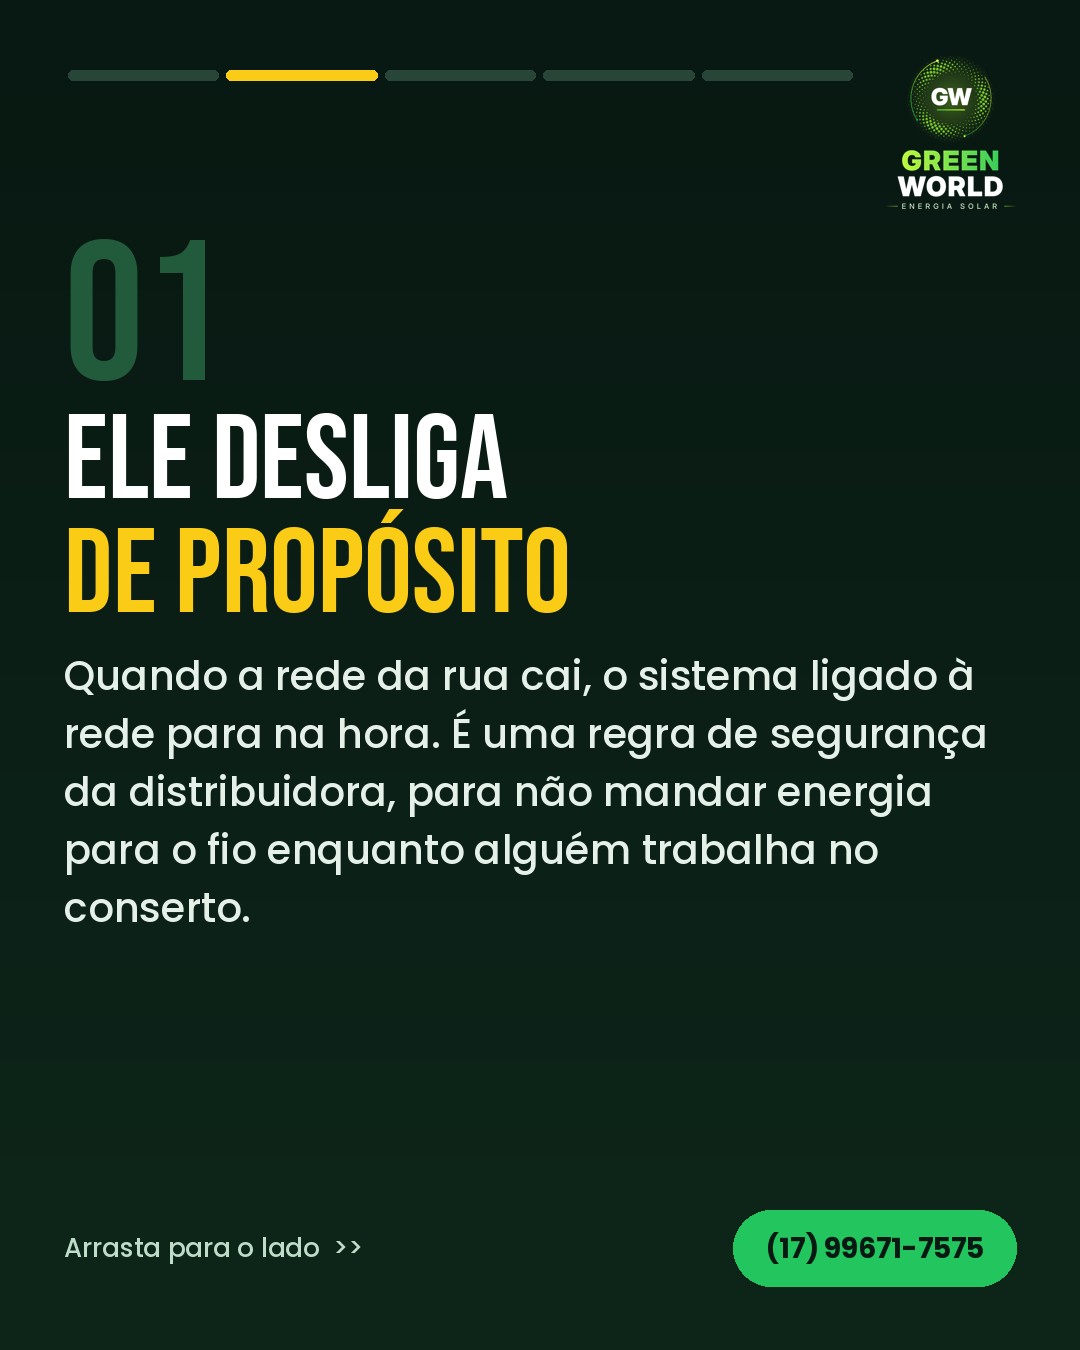 GW
GREEN
WORLD
ENERGIA SOLAR
01
ELE DESLIGA
DE PROPÓSITO
Quando a rede da rua cai, o sistema ligado à
rede para na hora. É uma regra de segurança
da distribuidora, para não mandar energia
para o fio enquanto alguém trabalha no
conserto.
Arrasta para o lado >>
(17) 99671-7575